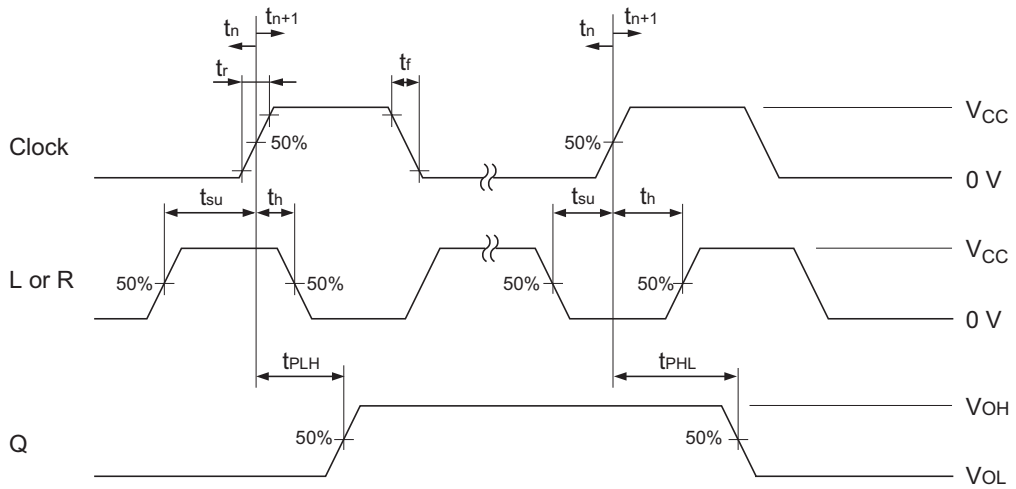 tn tn+1 tn tn+1
tr tf
Clock 50% 50% VCC
0 V
tsu th tsu th
L or R 50% 50% 50% 50% VCC
0 V
tPLH tPHL
Q 50% 50% VOH
VOL